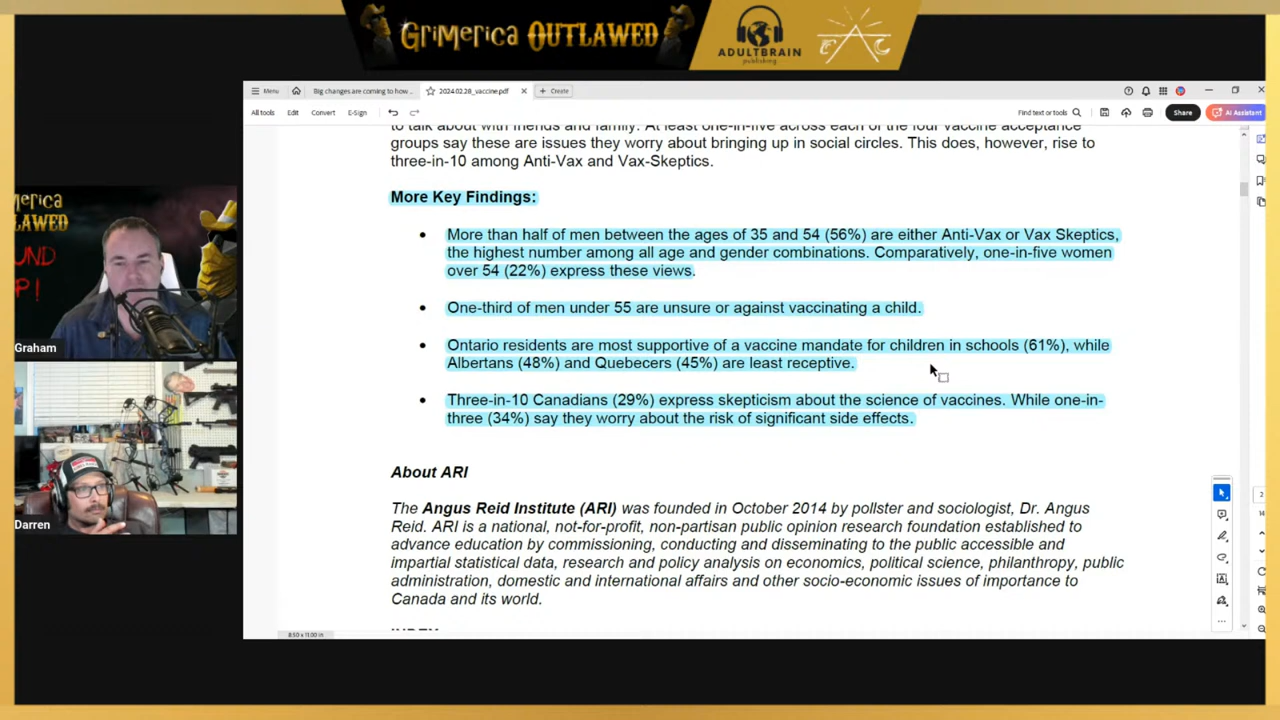 GriMerica OUTLAWED
ADULTBRAIN
publishing.
E C
Menu
Big changes are coming to how ...
2024.02.28_vaccine.pdf
Create
All tools
Edit
Convert
E-Sign
Find text or tools
Share
AI Assistant
to talk about with friends and family. At least one-in-five across each of the four vaccine acceptance
groups say these are issues they worry about bringing up in social circles. This does, however, rise to
three-in-10 among Anti-Vax and Vax-Skeptics.
More Key Findings:
• More than half of men between the ages of 35 and 54 (56%) are either Anti-Vax or Vax Skeptics,
the highest number among all age and gender combinations. Comparatively, one-in-five women
over 54 (22%) express these views.
• One-third of men under 55 are unsure or against vaccinating a child.
• Ontario residents are most supportive of a vaccine mandate for children in schools (61%), while
Albertans (48%) and Quebecers (45%) are least receptive.
• Three-in-10 Canadians (29%) express skepticism about the science of vaccines. While one-in-
three (34%) say they worry about the risk of significant side effects.
About ARI
The Angus Reid Institute (ARI) was founded in October 2014 by pollster and sociologist, Dr. Angus
Reid. ARI is a national, not-for-profit, non-partisan public opinion research foundation established to
advance education by commissioning, conducting and disseminating to the public accessible and
impartial statistical data, research and policy analysis on economics, political science, philanthropy, public
administration, domestic and international affairs and other socio-economic issues of importance to
Canada and its world.
INDEX
8.50 x 11.00 in
2
14
merica
LAWED
UND
P!
Graham
Darren